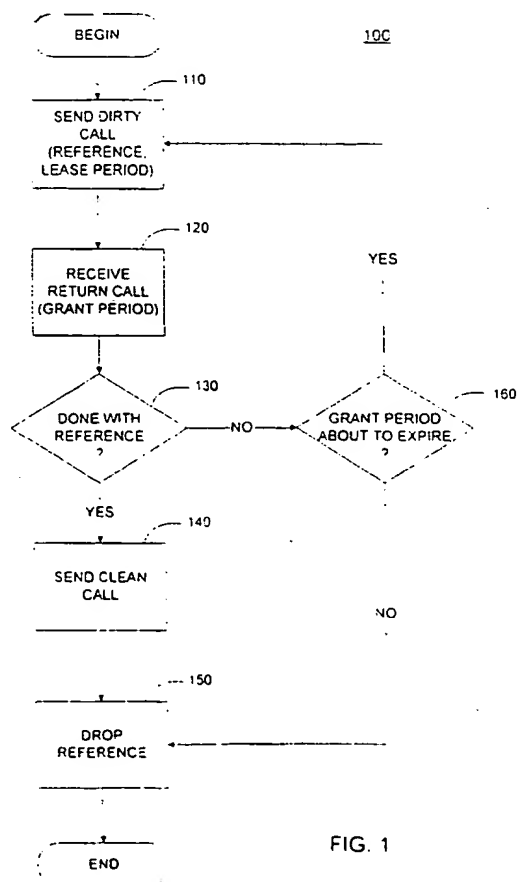 BEGIN
100
110
SEND DIRTY
CALL
(REFERENCE,
LEASE PERIOD)
120
RECEIVE
RETURN CALL
(GRANT PERIOD)
YES
130
DONE WITH
REFERENCE
?
NO
160
GRANT PERIOD
ABOUT TO EXPIRE
?
YES
140
SEND CLEAN
CALL
NO
150
DROP
REFERENCE
END
FIG. 1